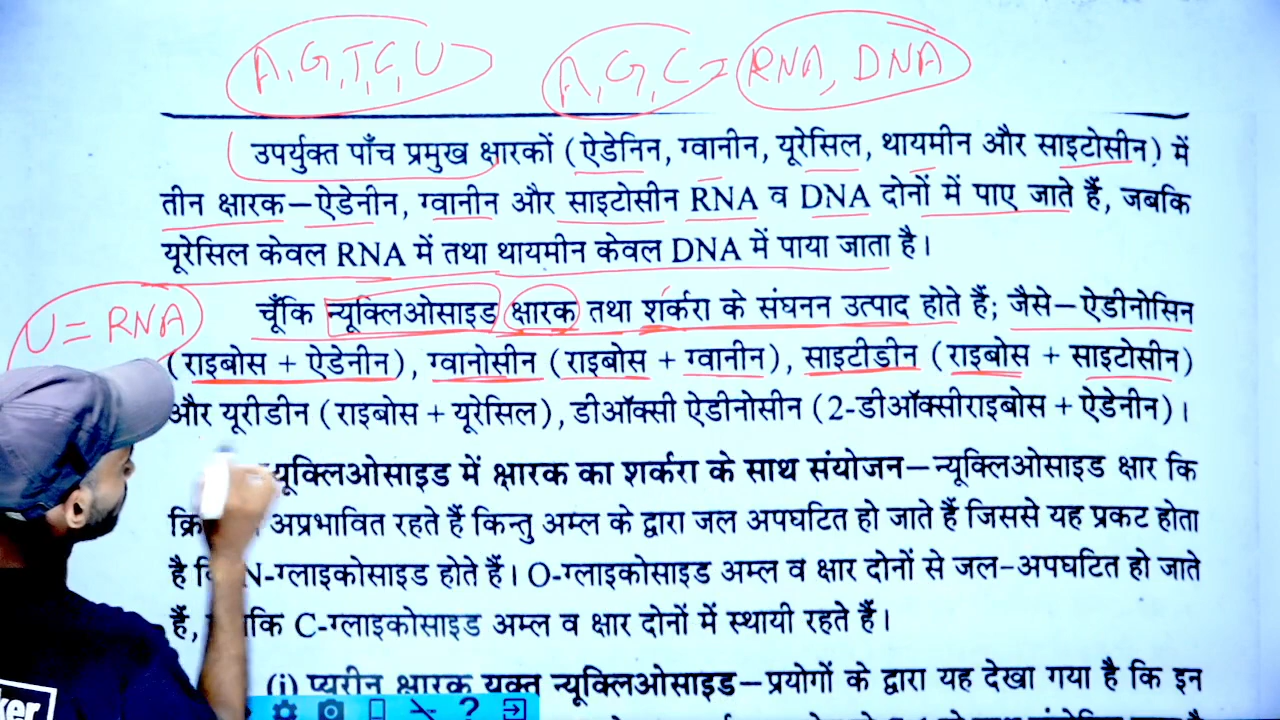 A, G, T, C, U A, G, C = RNA, DNA
उपर्युक्त पाँच प्रमुख क्षारकों (ऐडेनिन, ग्वानीन, यूरेसिल, थायमीन और साइटोसीन) में
तीन क्षारक–ऐडेनीन, ग्वानीन और साइटोसीन RNA व DNA दोनों में पाए जाते हैं, जबकि
यूरेसिल केवल RNA में तथा थायमीन केवल DNA में पाया जाता है।
U = RNA
चूँकि न्यूक्लिओसाइड क्षारक तथा शर्करा के संघनन उत्पाद होते हैं; जैसे–ऐडीनोसिन
(राइबोस + ऐडेनीन), ग्वानोसीन (राइबोस + ग्वानीन), साइटीडीन (राइबोस + साइटोसीन)
और यूरीडीन (राइबोस + यूरेसिल), डीऑक्सी ऐडीनोसीन (2-डीऑक्सीराइबोस + ऐडेनीन)।
में क्षारक का शर्करा के साथ संयोजन–न्यूक्लिओसाइड क्षार कि
अप्रभावित रहते हैं किन्तु अम्ल के द्वारा जल अपघटित हो जाते हैं जिससे यह प्रकट होता
है N-ग्लाइकोसाइड होते हैं। O-ग्लाइकोसाइड अम्ल व क्षार दोनों से जल-अपघटित हो जाते
हैं, C-ग्लाइकोसाइड अम्ल व क्षार दोनों में स्थायी रहते हैं।
(i) प्यूरीन क्षारक युक्त न्यूक्लिओसाइड–प्रयोगों के द्वारा यह देखा गया है कि इन